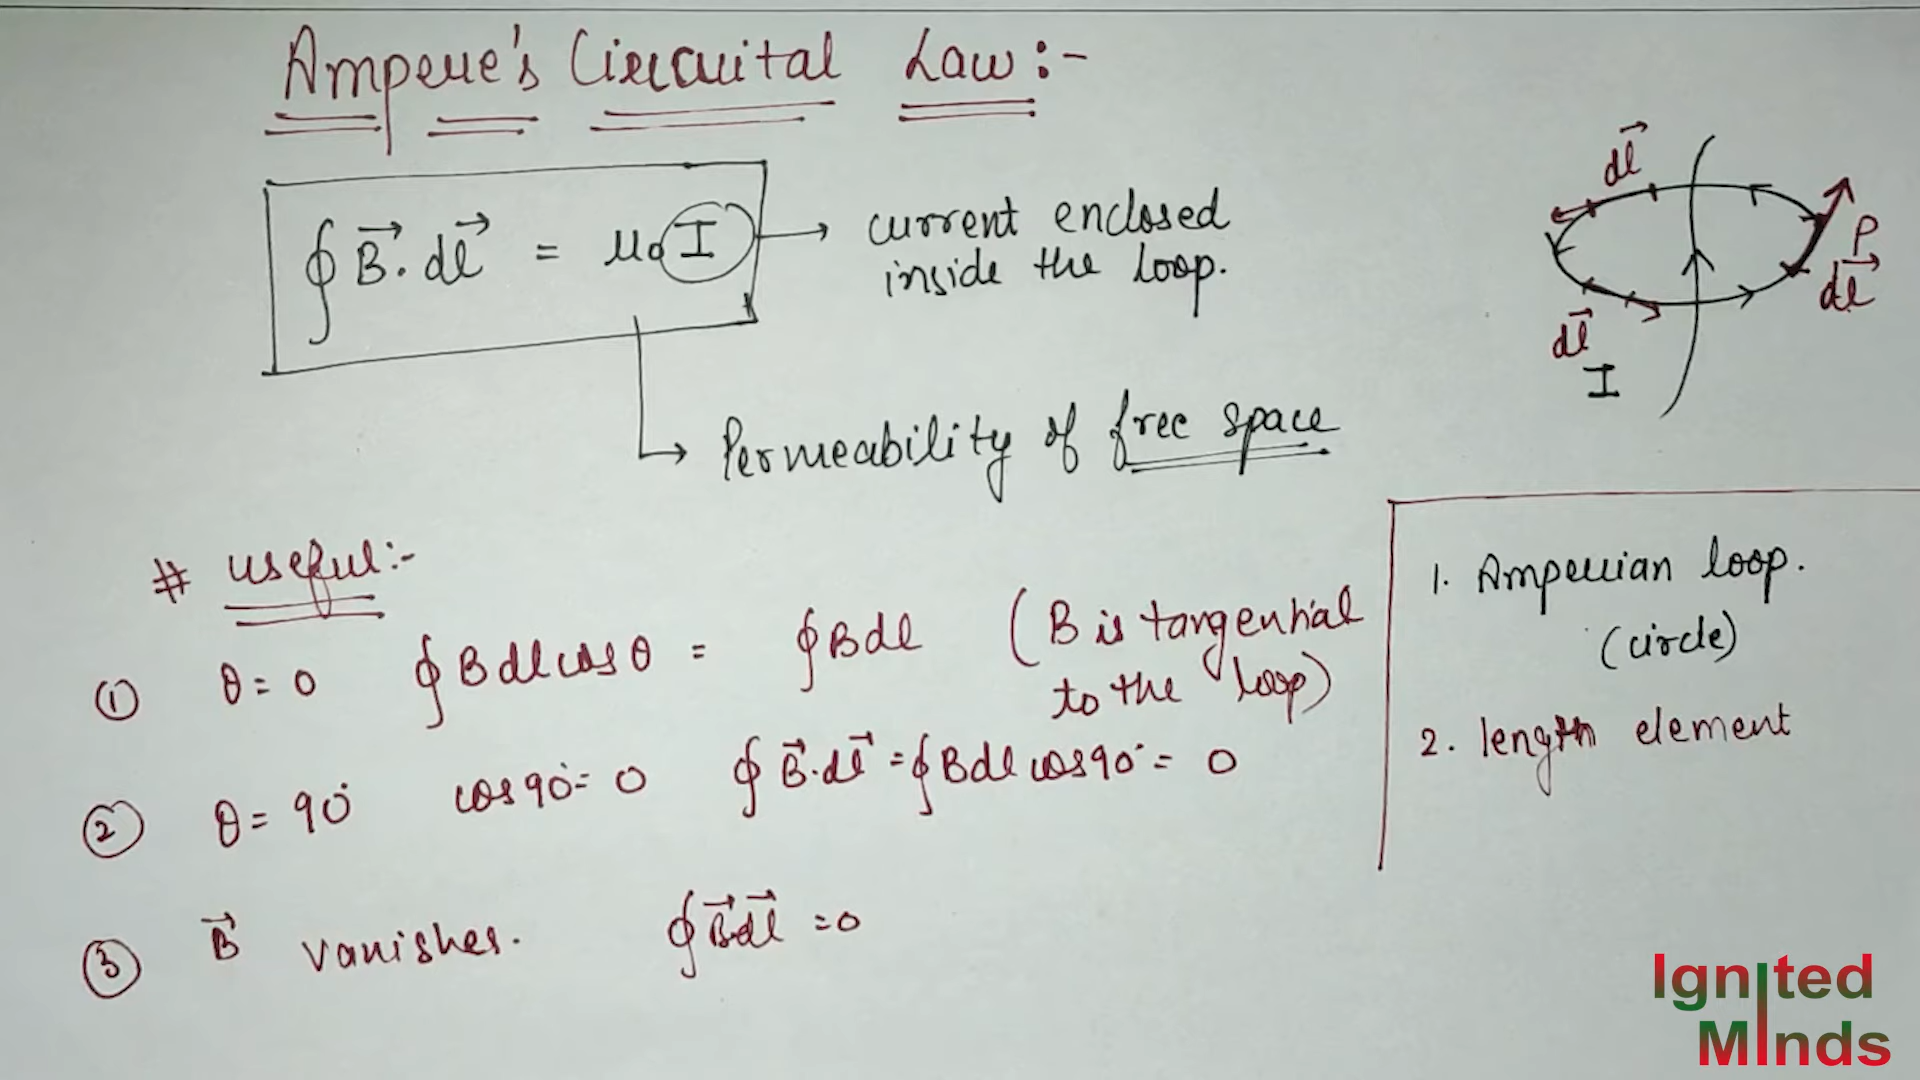 Ampere's Circuital Law:-
∮ B⃗ . dl⃗ = μ₀ I → current enclosed
inside the loop.
→ Permeability of free space
dl⃗
P
dl⃗
dl⃗
I
# useful:-
① θ = 0 ∮ B dl cos θ = ∮ B dl (B is tangential
to the loop)
② θ = 90° cos 90° = 0 ∮ B⃗ . dl⃗ = ∮ B dl cos 90° = 0
③ B⃗ vanishes. ∮ B⃗ . dl⃗ = 0
1. Amperian loop.
(circle)
2. length element
Ignited
Minds